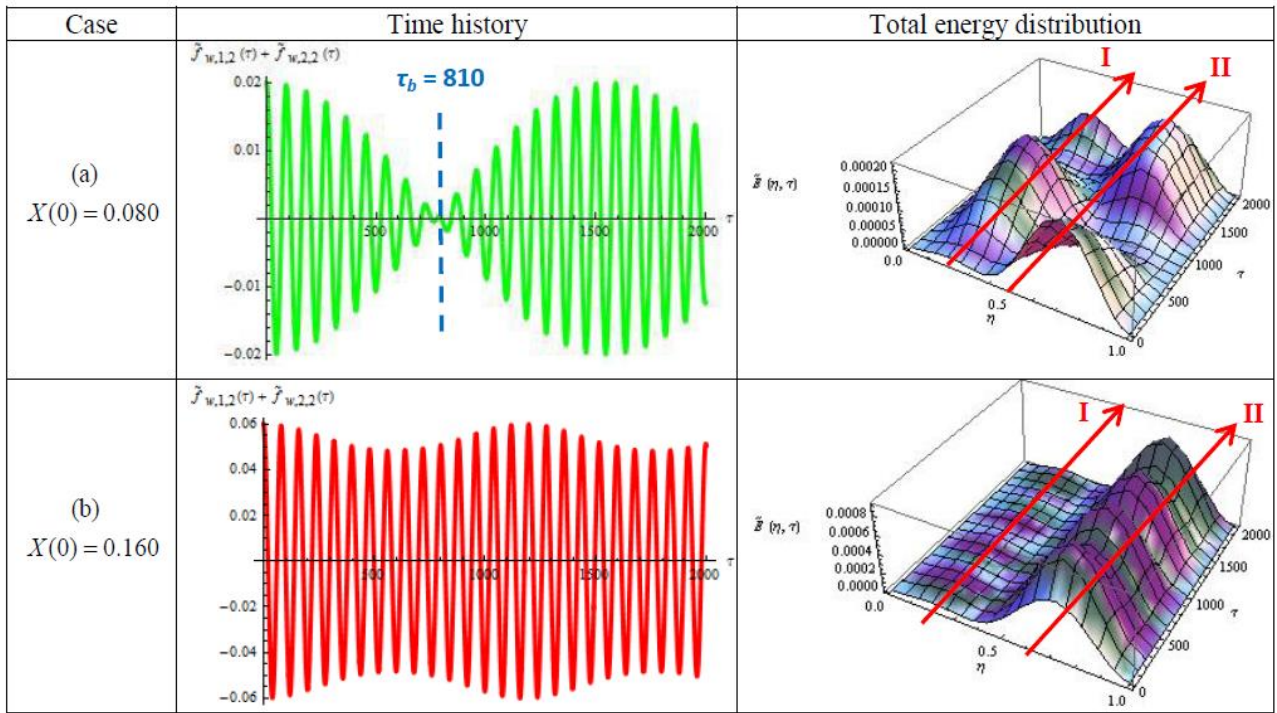 Case Time history Total energy distribution
(a)
X(0) = 0.080
f̃ w,1,2 (τ) + f̃ w,2,2 (τ)
τb = 810
0.02
0.01
-0.01
-0.02
500 1000 1500 2000 τ
I
II
0.00020
0.00015
0.00010
0.00005
0.00000
Ẽ (η, τ)
0.0
0.5
η
1.0
0
500
1000
τ
1500
2000
(b)
X(0) = 0.160
f̃ w,1,2 (τ) + f̃ w,2,2 (τ)
0.06
0.04
0.02
-0.02
-0.04
-0.06
500 1000 1500 2000 τ
I
II
0.0008
0.0006
0.0004
0.0002
0.0000
Ẽ (η, τ)
0.0
0.5
η
1.0
0
500
1000
τ
1500
2000